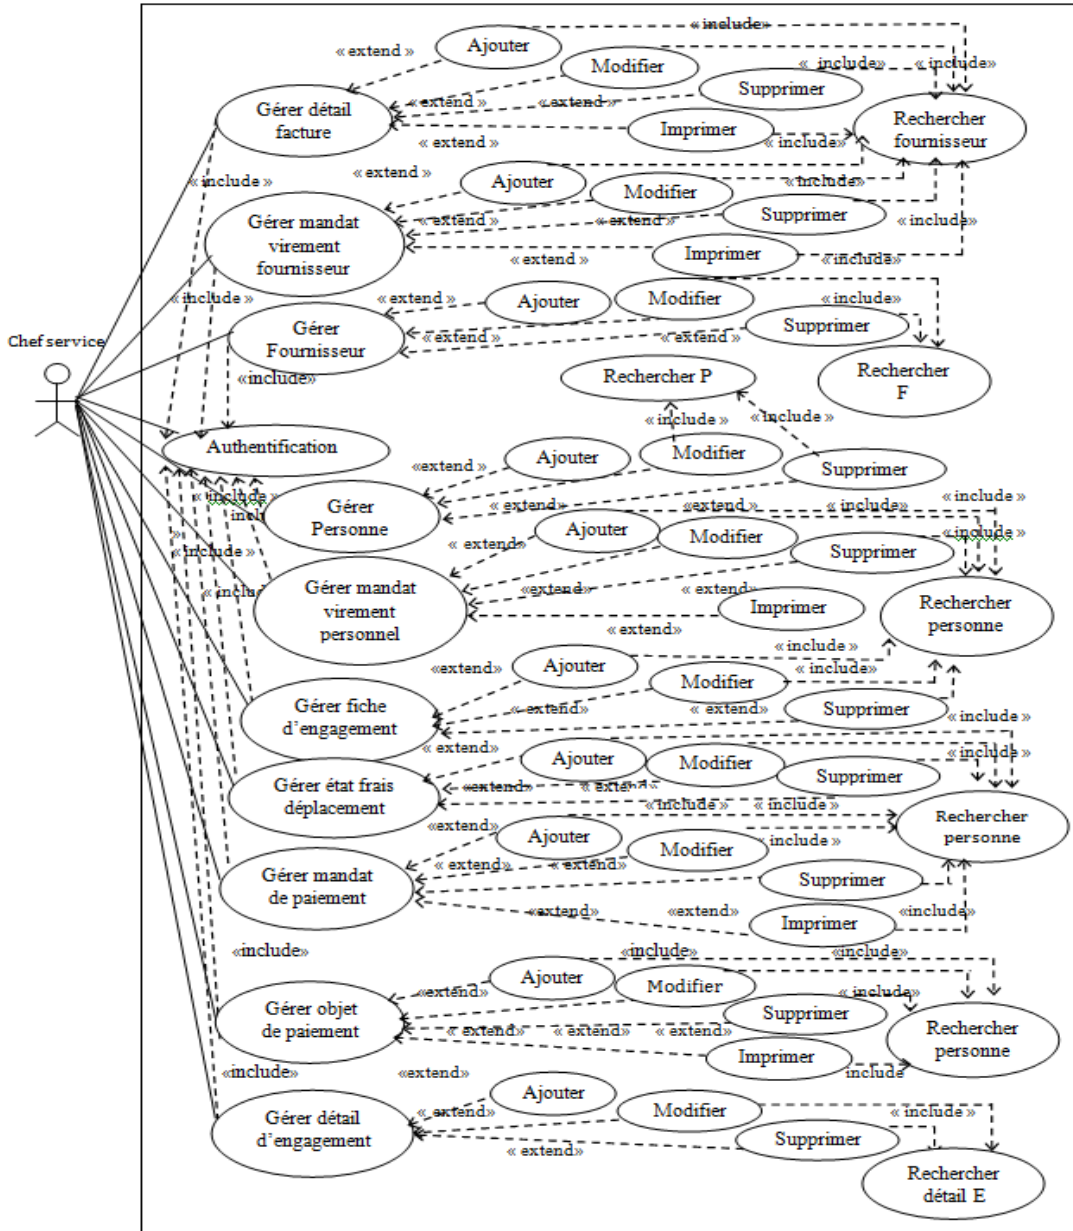 « include»
Ajouter
« extend »
Modifier
« include»
« include»
Supprimer
Gérer détail
facture
«extend »
« extend »
Rechercher
fournisseur
Imprimer
« extend »
« include»
« extend »
Ajouter
« include »
Modifier
« include»
Gérer mandat
virement
fournisseur
« extend »
«extend »
Supprimer
« include»
Imprimer
« extend »
« include»
«include »
«extend »
Ajouter
Modifier
« include»
Gérer
Fournisseur
« extend »
« extend »
Supprimer
Chef service
«include»
Rechercher P
Rechercher
F
« include »
« include »
Authentification
Modifier
Ajouter
«extend »
Supprimer
« include »
« extend »
Gérer
Personne
« extend »
«extend »
« include »
Ajouter
Modifier
«include »
« include »
« extend »
Supprimer
« include
«extend»
Gérer mandat
virement
personnel
Imprimer
Rechercher
personne
« extend»
« include »
Ajouter
«extend»
Modifier
« include»
Gérer fiche
d’engagement
« extend»
« extend»
Supprimer
«include »
« extend»
Ajouter
Modifier
« include»
Supprimer
Gérer état frais
déplacement
«extend»
« extend»
« include »
« include »
Rechercher
personne
« extend»
Ajouter
« extend»
Modifier
« include»
Gérer mandat
de paiement
Supprimer
«extend»
«extend»
Imprimer
«include»
«include»
«include»
«include»
Ajouter
«extend»
Modifier
« include»
Gérer objet
de paiement
Supprimer
« extend»
« extend»
Rechercher
personne
Imprimer
include
«include»
«extend»
Ajouter
« extend»
Modifier
« include »
Gérer détail
d’engagement
Supprimer
« extend»
Rechercher
détail E